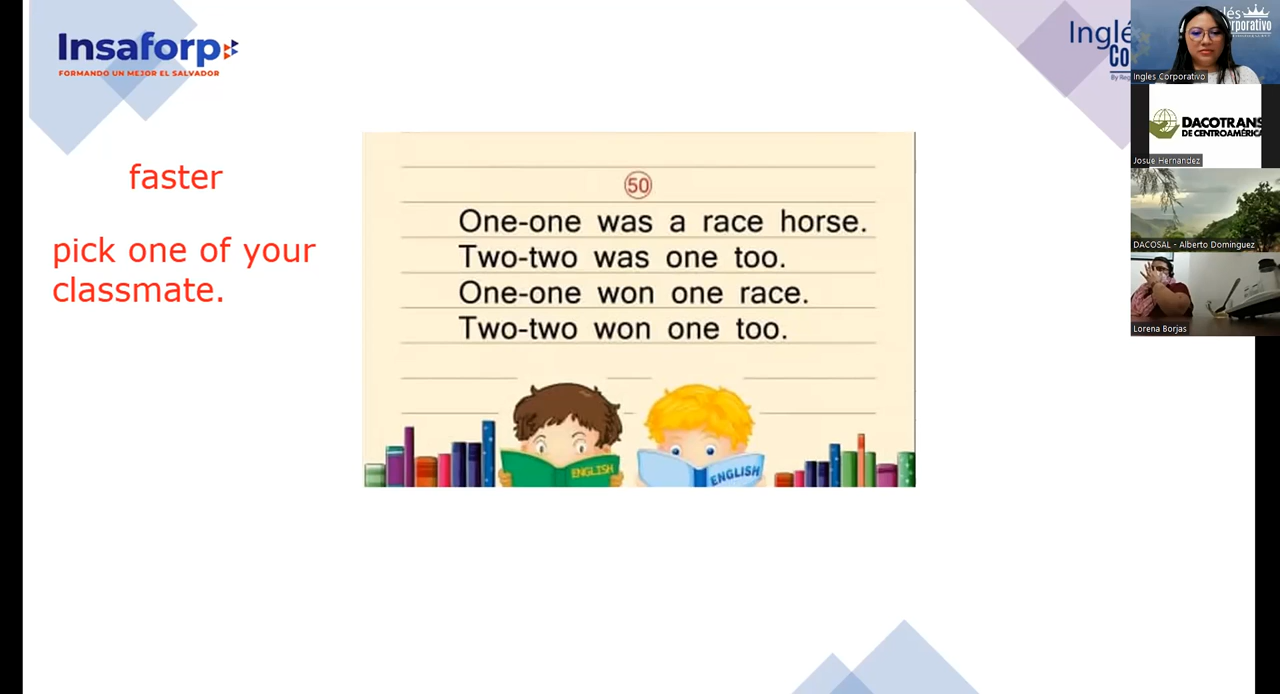 Insaforp
FORMANDO UN MEJOR EL SALVADOR
faster
pick one of your
classmate.
50
One-one was a race horse.
Two-two was one too.
One-one won one race.
Two-two won one too.
ENGLISH
ENGLISH
Ingles Corporativo
DACOTRANS
DE CENTROAMÉRICA
Josue Hernandez
DACOSAL - Alberto Dominguez
Lorena Borjas